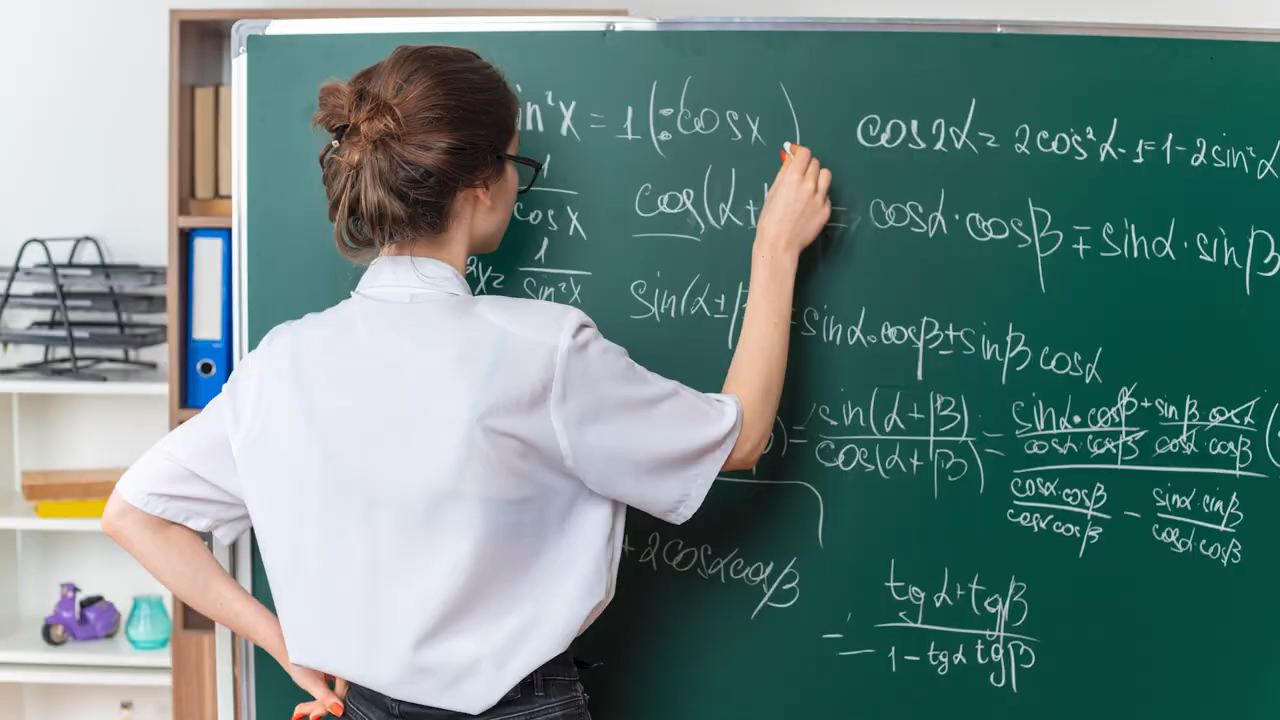 in²x = 1 (:cosx )
1
cos x
²x = 1
sin²x
cos2α = 2cos²α-1 = 1-2sin²α
cos(α± = cosα·cosβ ∓ sinα·sinβ
sin(α±β = sinα·cosβ ± sinβ cosα
) = sin(α+β) = sinα·cosβ + sinβ cosα (
cos(α+β) cosα·cosβ cosα·cosβ
cosα·cosβ - sinα·sinβ
cosα cosβ cosα·cosβ
+2cosαcosβ
= tgα+tgβ
1-tgα tgβ